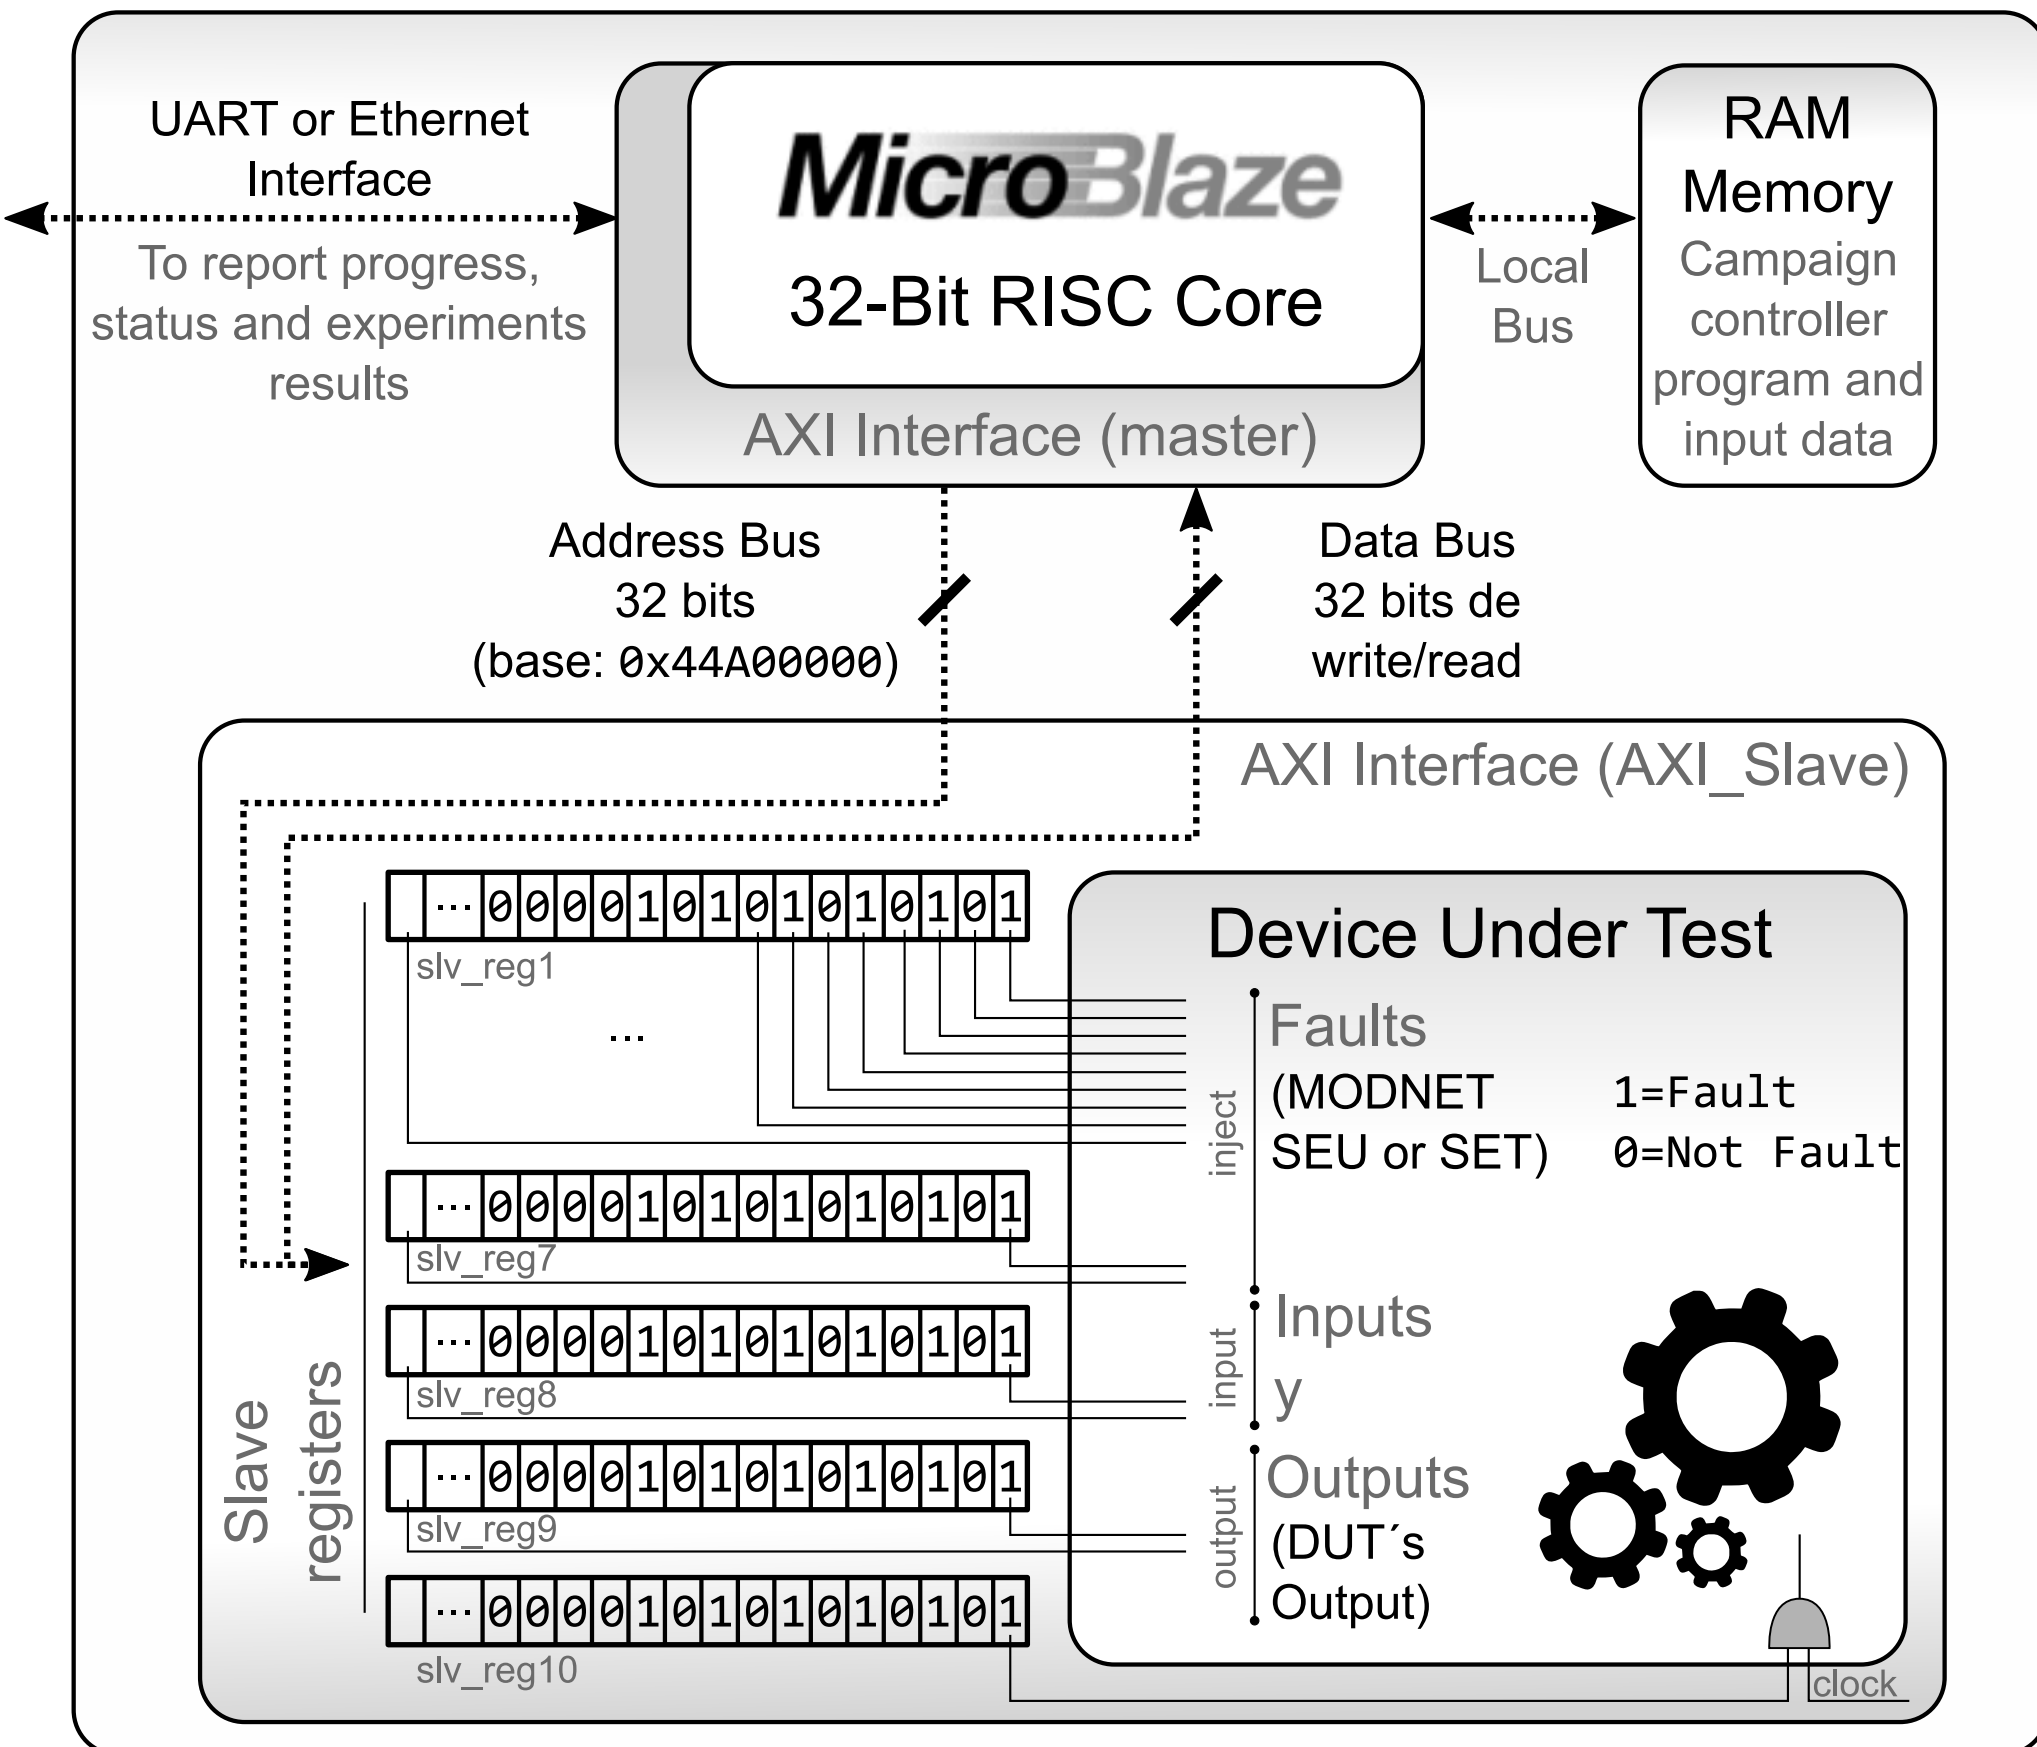 UART or Ethernet
Interface
To report progress,
status and experiments
results
MicroBlaze
32-Bit RISC Core
AXI Interface (master)
Local
Bus
RAM
Memory
Campaign
controller
program and
input data
Address Bus
32 bits
(base: 0x44A00000)
Data Bus
32 bits de
write/read
AXI Interface (AXI_Slave)
Slave
registers
... 0 0 0 0 1 0 1 0 1 0 1 0 1 0 1
slv_reg1
...
... 0 0 0 0 1 0 1 0 1 0 1 0 1 0 1
slv_reg7
... 0 0 0 0 1 0 1 0 1 0 1 0 1 0 1
slv_reg8
... 0 0 0 0 1 0 1 0 1 0 1 0 1 0 1
slv_reg9
... 0 0 0 0 1 0 1 0 1 0 1 0 1 0 1
slv_reg10
Device Under Test
inject
Faults
(MODNET
SEU or SET)
1=Fault
0=Not Fault
input
Inputs
y
output
Outputs
(DUT´s
Output)
clock